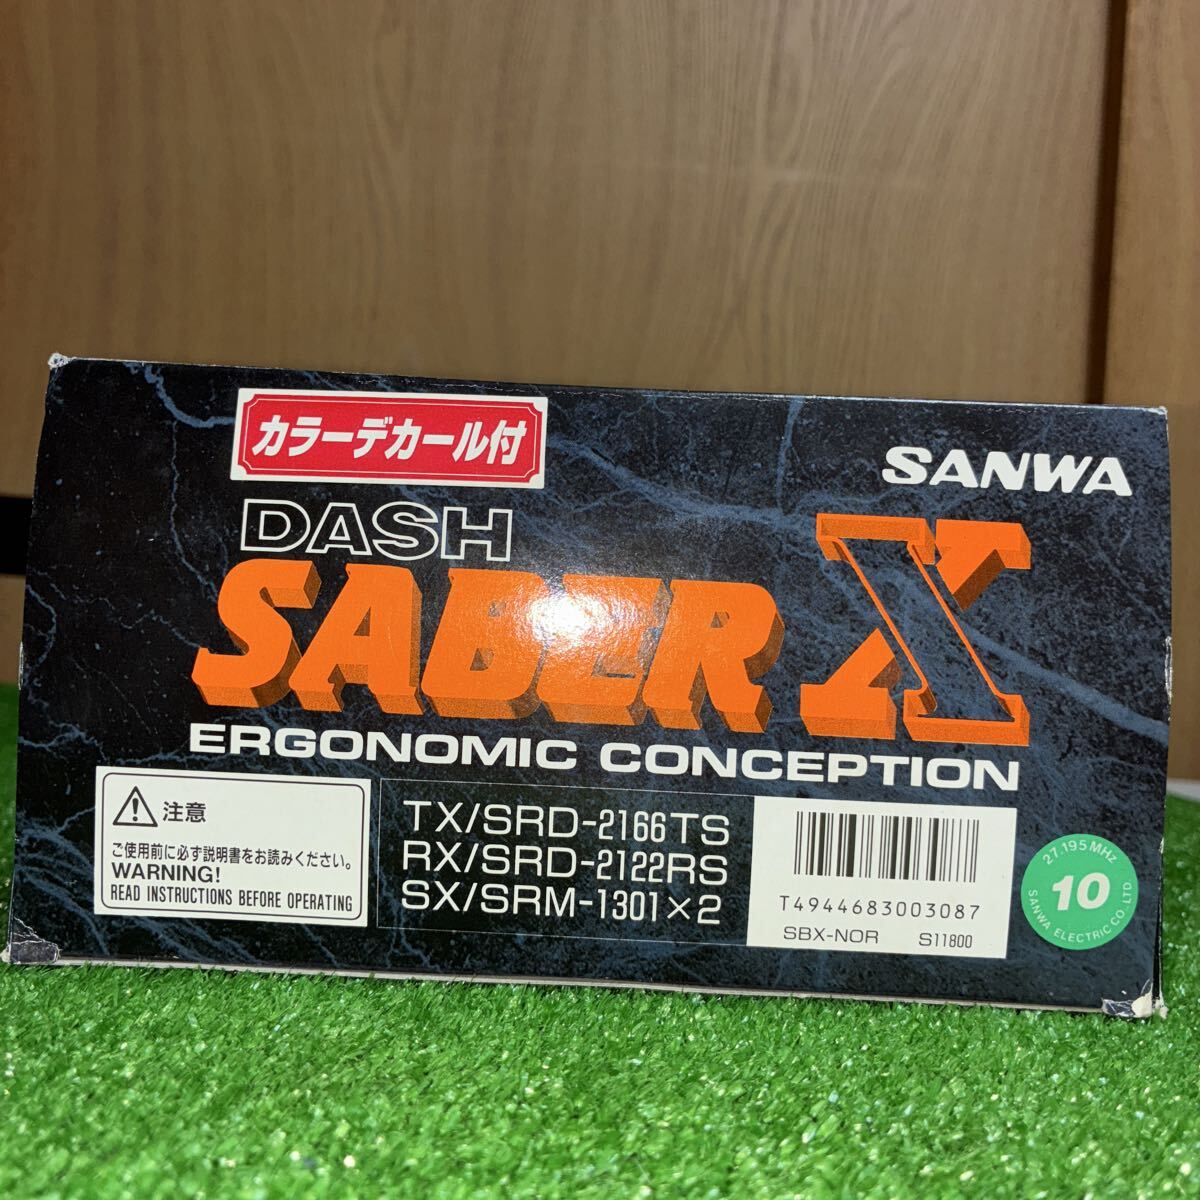 カラーデカール付
SANWA
DASH
SABER X
ERGONOMIC CONCEPTION
注意
ご使用前に必ず説明書をお読みください。
WARNING!
READ INSTRUCTIONS BEFORE OPERATING
TX/SRD-2166TS
RX/SRD-2122RS
SX/SRM-1301×2
T4944683003087
SBX-NOR S11800
27.195MHz
10
SANWA ELECTRIC CO. LTD.